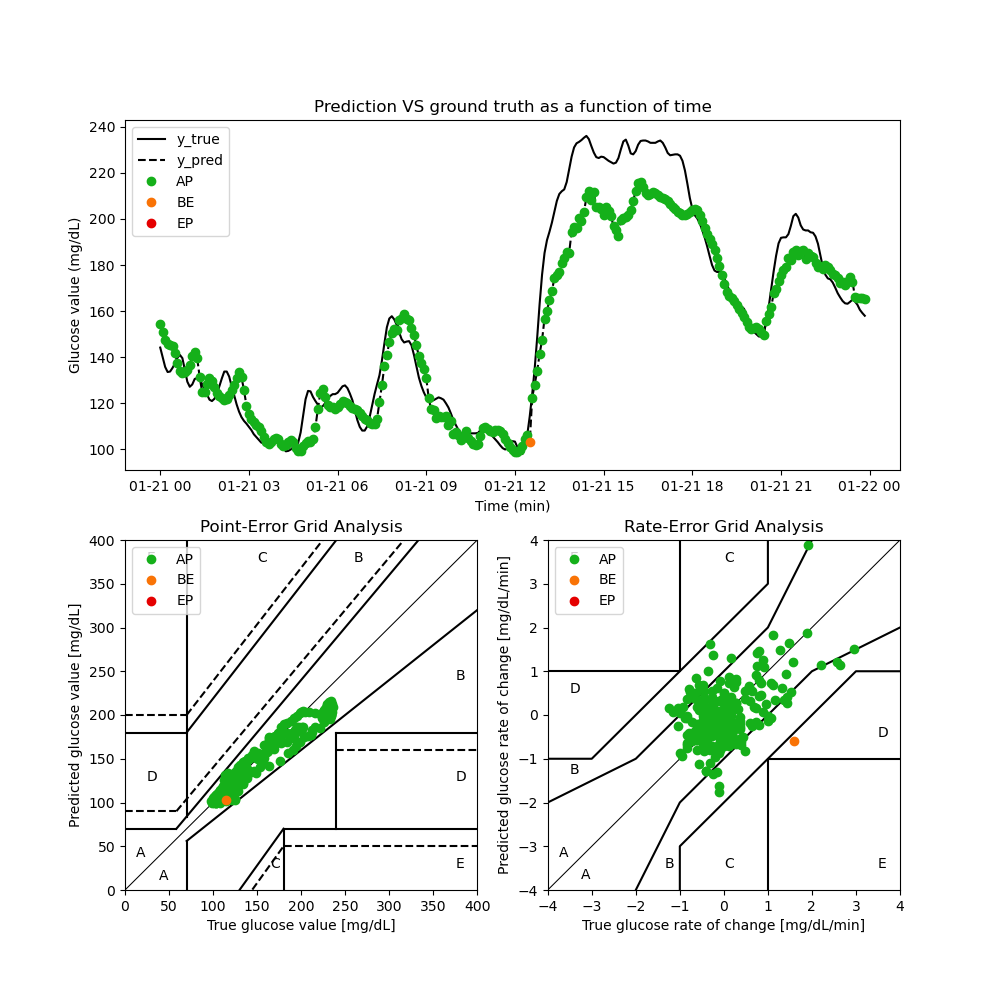 Prediction VS ground truth as a function of time
Glucose value (mg/dL)
240
220
200
180
160
140
120
100
y_true
y_pred
AP
BE
EP
01-21 00 01-21 03 01-21 06 01-21 09 01-21 12 01-21 15 01-21 18 01-21 21 01-22 00
Time (min)
Point-Error Grid Analysis
Predicted glucose value [mg/dL]
400
350
300
250
200
150
100
50
0
AP
BE
EP
C B
B
D D
A
A
C E
0 50 100 150 200 250 300 350 400
True glucose value [mg/dL]
Rate-Error Grid Analysis
Predicted glucose rate of change [mg/dL/min]
4
3
2
1
0
−1
−2
−3
−4
AP
BE
EP
C
D
D
B
A
A
B C E
−4 −3 −2 −1 0 1 2 3 4
True glucose rate of change [mg/dL/min]